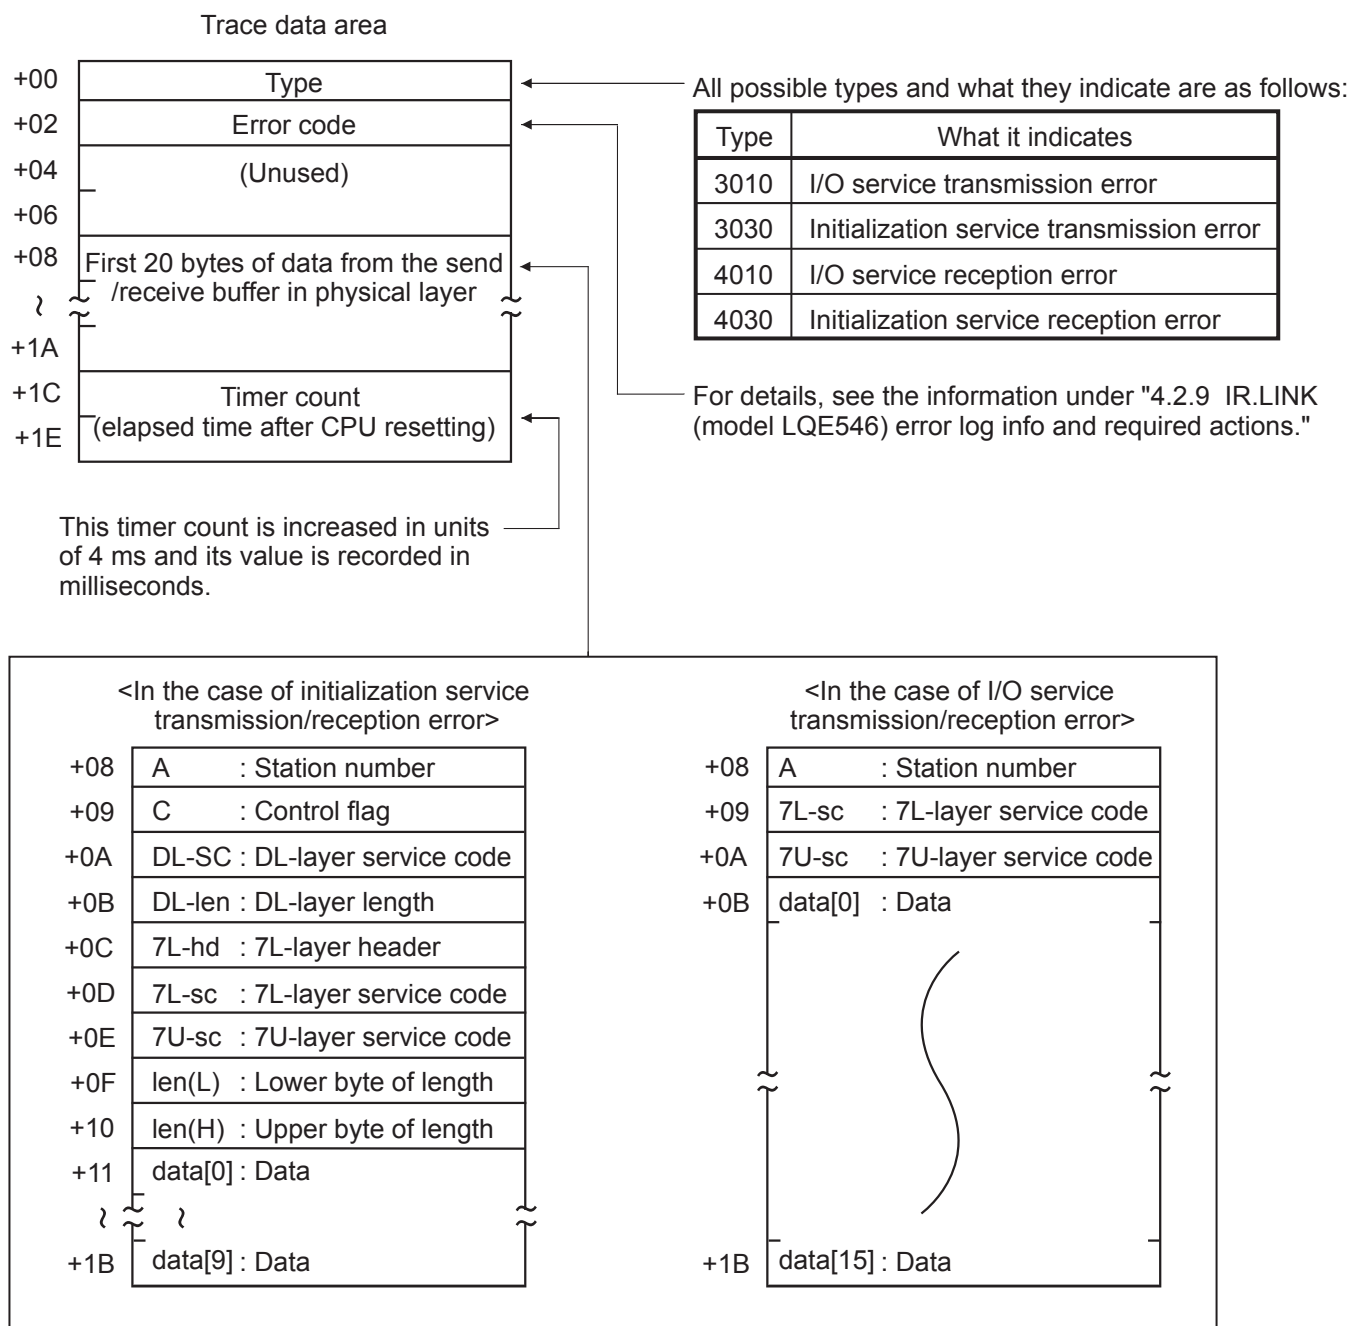 Trace data area
+00 Type
+02 Error code
+04 (Unused)
+06
+08 First 20 bytes of data from the send
/receive buffer in physical layer
+1A
+1C Timer count
(elapsed time after CPU resetting)
+1E
All possible types and what they indicate are as follows:
Type What it indicates
3010 I/O service transmission error
3030 Initialization service transmission error
4010 I/O service reception error
4030 Initialization service reception error
For details, see the information under "4.2.9 IR.LINK
(model LQE546) error log info and required actions."
This timer count is increased in units
of 4 ms and its value is recorded in
milliseconds.
<In the case of initialization service
transmission/reception error>
+08 A : Station number
+09 C : Control flag
+0A DL-SC : DL-layer service code
+0B DL-len : DL-layer length
+0C 7L-hd : 7L-layer header
+0D 7L-sc : 7L-layer service code
+0E 7U-sc : 7U-layer service code
+0F len(L) : Lower byte of length
+10 len(H) : Upper byte of length
+11 data[0] : Data
+1B data[9] : Data
<In the case of I/O service
transmission/reception error>
+08 A : Station number
+09 7L-sc : 7L-layer service code
+0A 7U-sc : 7U-layer service code
+0B data[0] : Data
+1B data[15] : Data